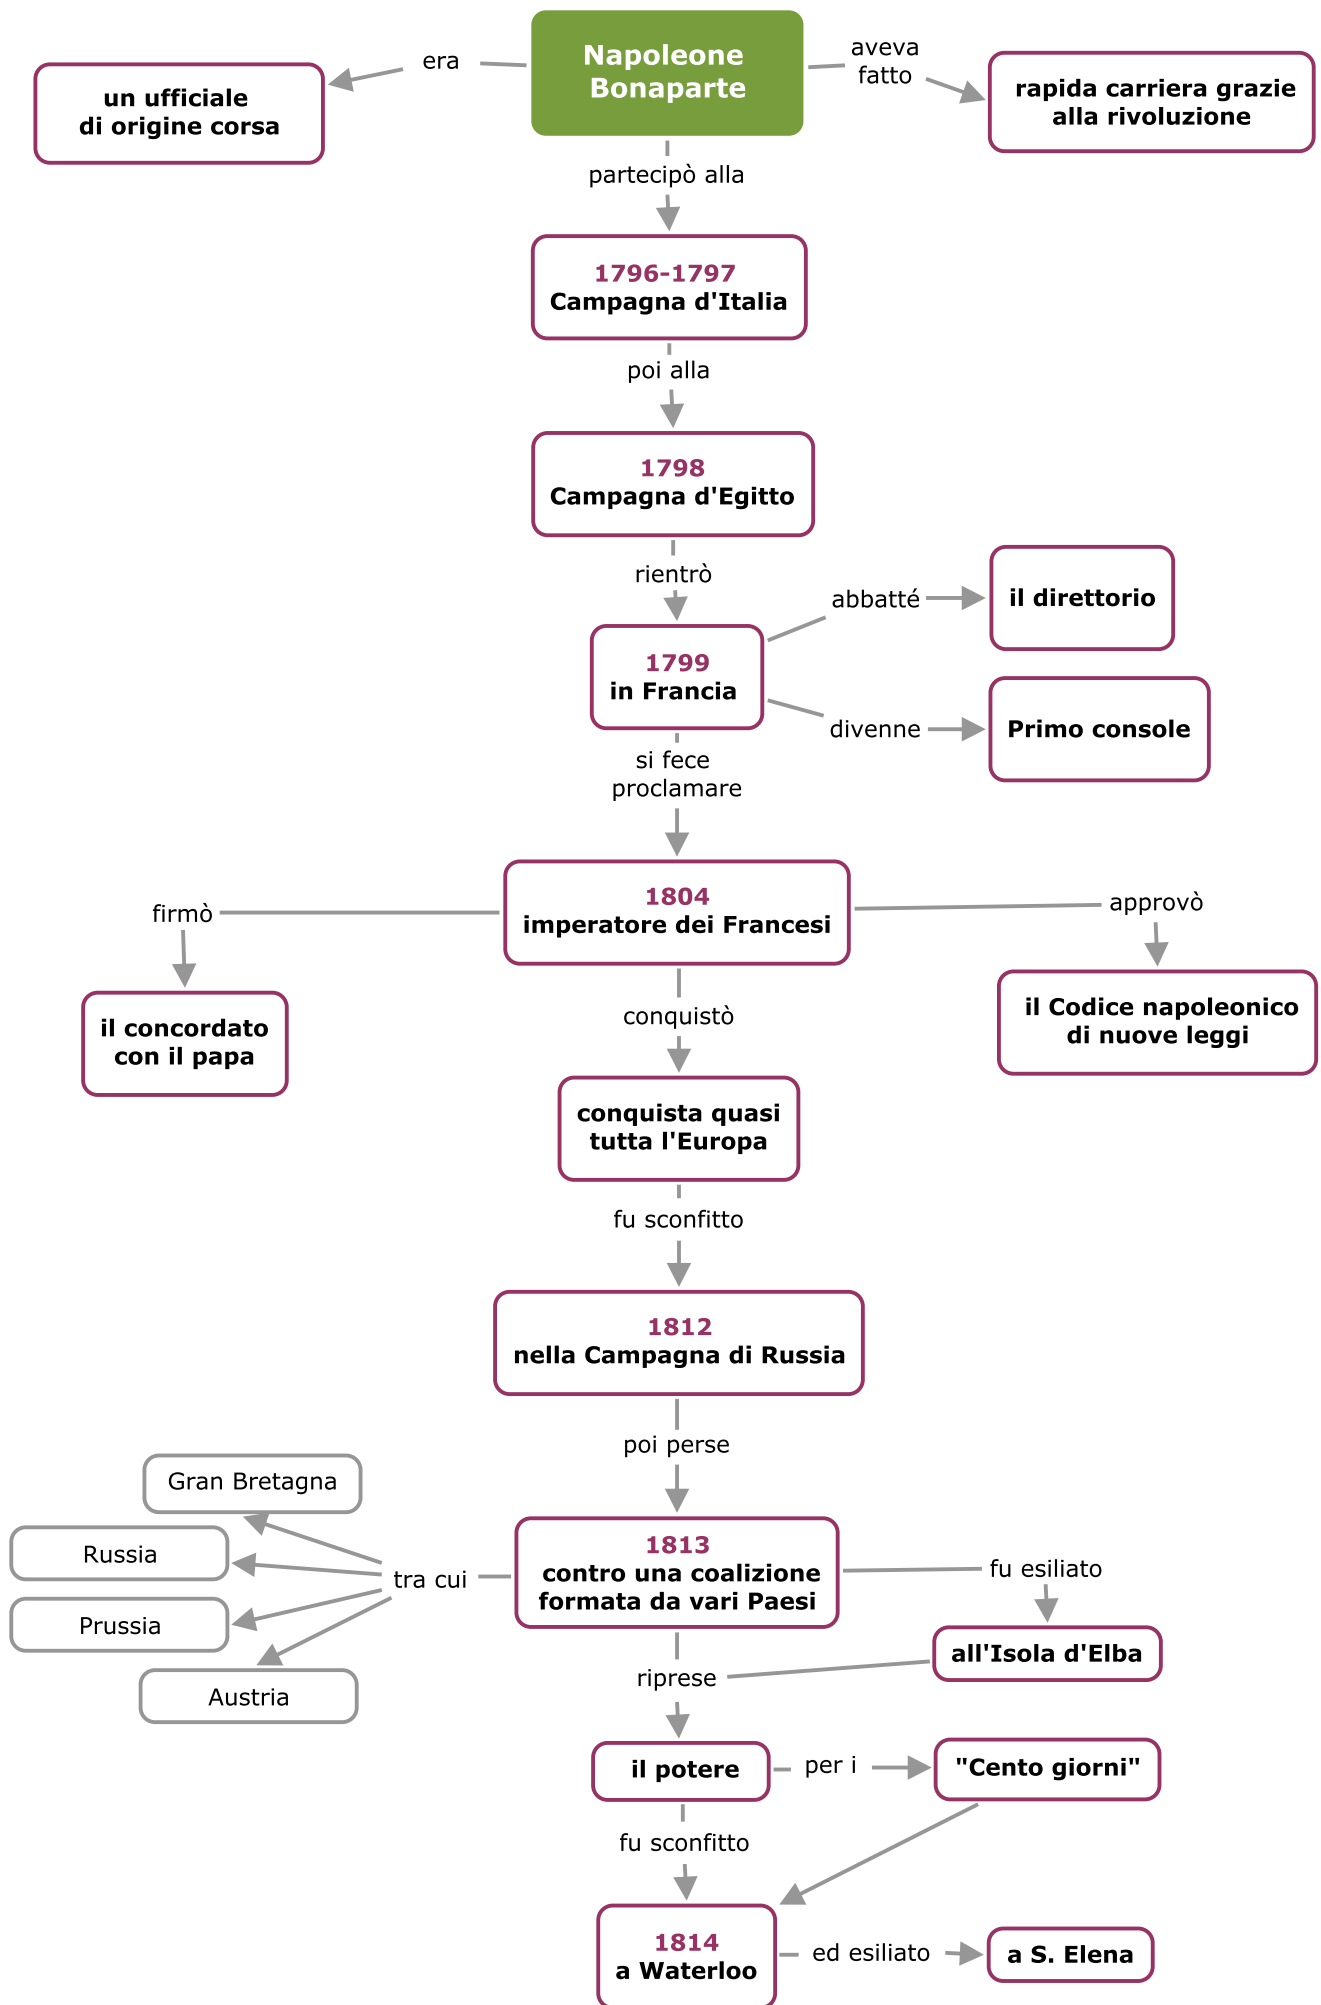 Napoleone
Bonaparte
era
un ufficiale
di origine corsa
aveva
fatto
rapida carriera grazie
alla rivoluzione
partecipò alla
1796-1797
Campagna d'Italia
poi alla
1798
Campagna d'Egitto
rientrò
1799
in Francia
abbatté
il direttorio
divenne
Primo console
si fece
proclamare
1804
imperatore dei Francesi
firmò
il concordato
con il papa
approvò
il Codice napoleonico
di nuove leggi
conquistò
conquista quasi
tutta l'Europa
fu sconfitto
1812
nella Campagna di Russia
poi perse
1813
contro una coalizione
formata da vari Paesi
tra cui
Gran Bretagna
Russia
Prussia
Austria
fu esiliato
all'Isola d'Elba
riprese
il potere
per i
"Cento giorni"
fu sconfitto
1814
a Waterloo
ed esiliato
a S. Elena